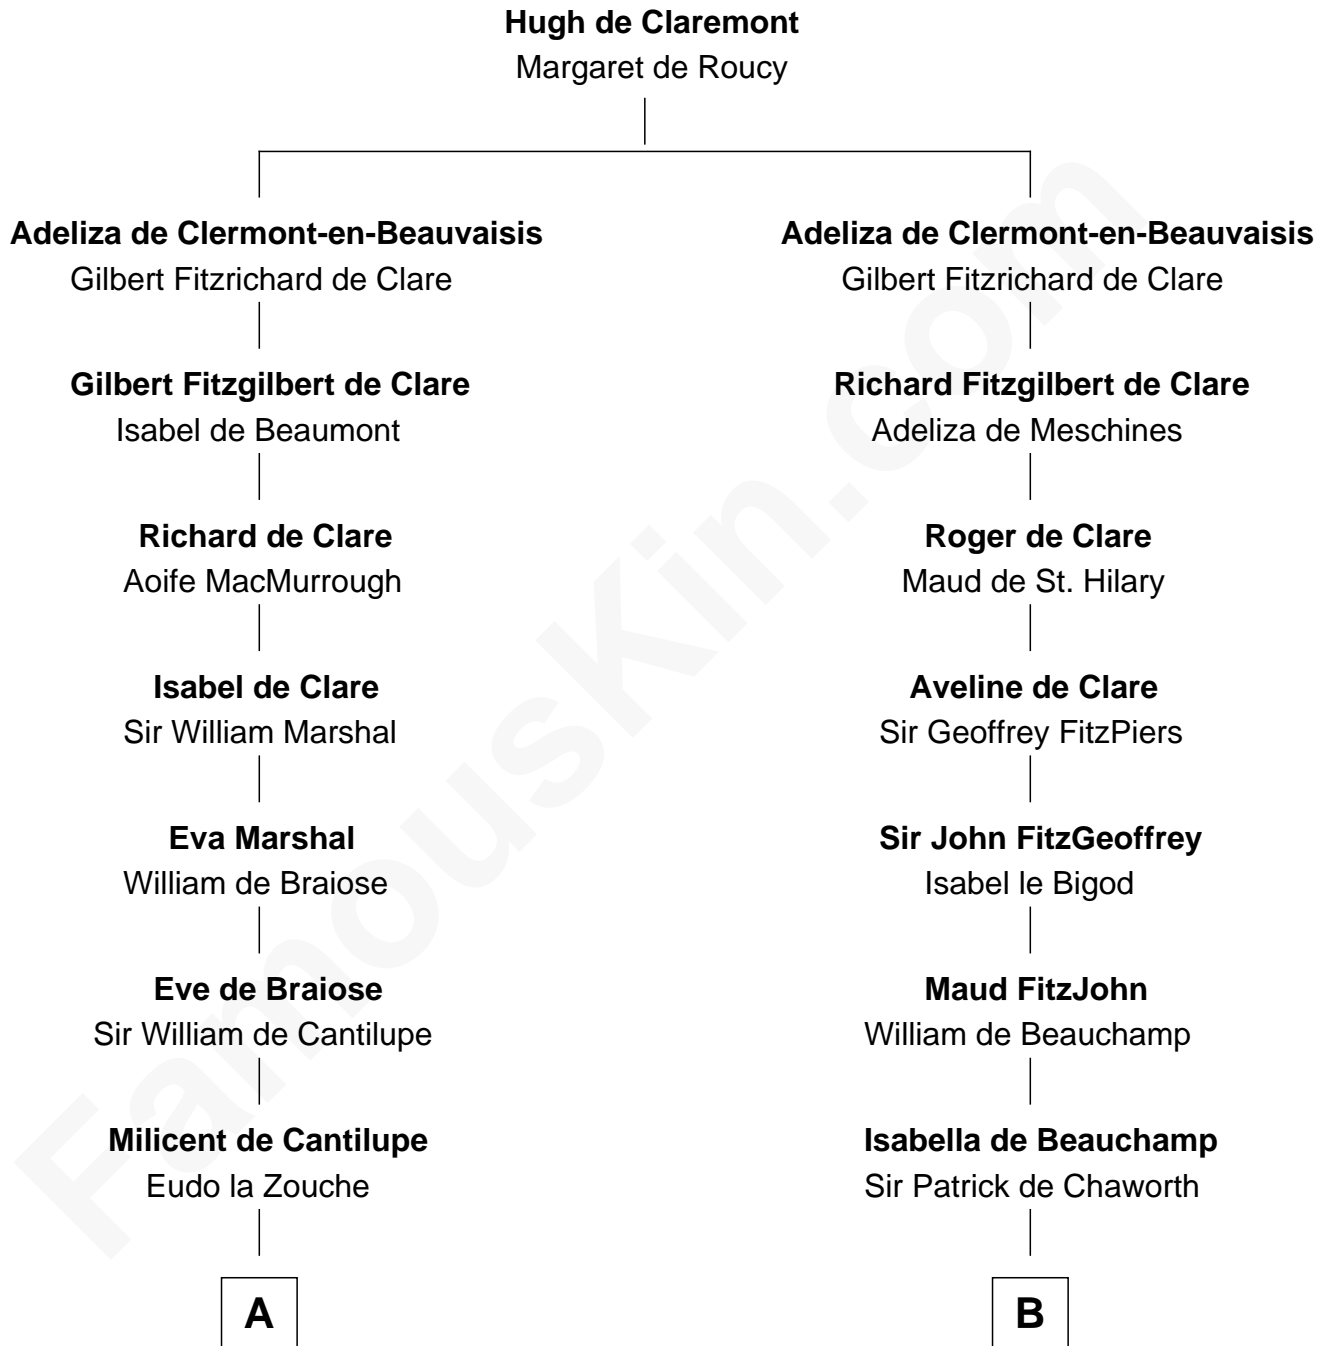 Hugh de Claremont
Margaret de Roucy
Adeliza de Clermont-en-Beauvaisis
Gilbert Fitzrichard de Clare
Gilbert Fitzgilbert de Clare
Isabel de Beaumont
Richard de Clare
Aoife MacMurrough
Isabel de Clare
Sir William Marshal
Eva Marshal
William de Braiose
Eve de Braiose
Sir William de Cantilupe
Milicent de Cantilupe
Eudo la Zouche
A
Adeliza de Clermont-en-Beauvaisis
Gilbert Fitzrichard de Clare
Richard Fitzgilbert de Clare
Adeliza de Meschines
Roger de Clare
Maud de St. Hilary
Aveline de Clare
Sir Geoffrey FitzPiers
Sir John FitzGeoffrey
Isabel le Bigod
Maud FitzJohn
William de Beauchamp
Isabella de Beauchamp
Sir Patrick de Chaworth
B
FamousKin.com